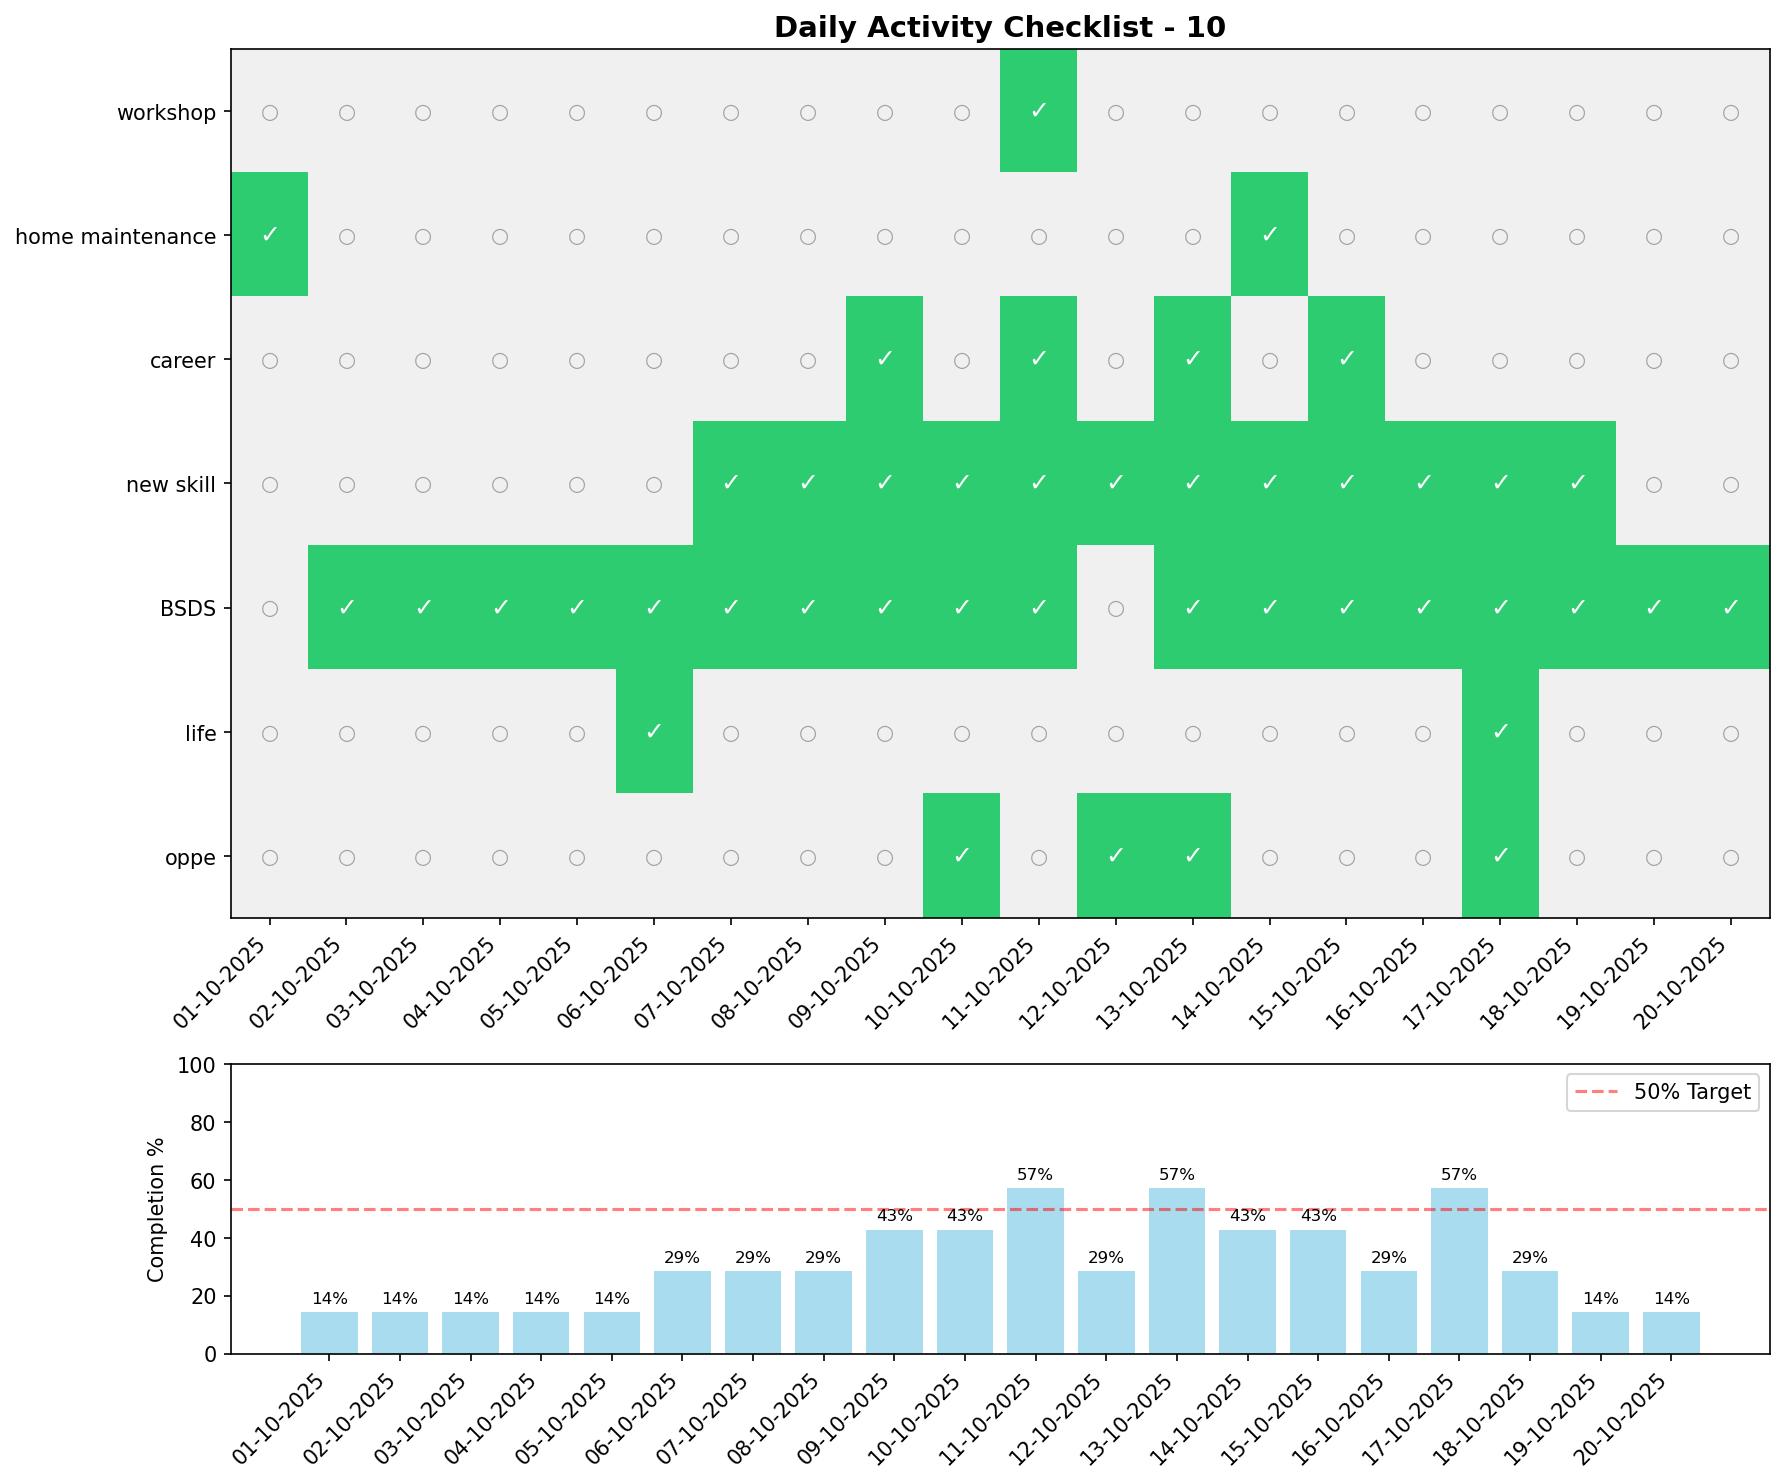 Daily Activity Checklist - 10
workshop ○ ○ ○ ○ ○ ○ ○ ○ ○ ○ ✓ ○ ○ ○ ○ ○ ○ ○ ○ ○
home maintenance ✓ ○ ○ ○ ○ ○ ○ ○ ○ ○ ○ ○ ○ ✓ ○ ○ ○ ○ ○ ○
career ○ ○ ○ ○ ○ ○ ○ ○ ✓ ○ ✓ ○ ✓ ○ ✓ ○ ○ ○ ○ ○
new skill ○ ○ ○ ○ ○ ○ ✓ ✓ ✓ ✓ ✓ ✓ ✓ ✓ ✓ ✓ ✓ ✓ ○ ○
BSDS ○ ✓ ✓ ✓ ✓ ✓ ✓ ✓ ✓ ✓ ✓ ○ ✓ ✓ ✓ ✓ ✓ ✓ ✓ ✓
life ○ ○ ○ ○ ○ ✓ ○ ○ ○ ○ ○ ○ ○ ○ ○ ○ ✓ ○ ○ ○
oppe ○ ○ ○ ○ ○ ○ ○ ○ ○ ✓ ○ ✓ ✓ ○ ○ ○ ✓ ○ ○ ○
01-10-2025 02-10-2025 03-10-2025 04-10-2025 05-10-2025 06-10-2025 07-10-2025 08-10-2025 09-10-2025 10-10-2025 11-10-2025 12-10-2025 13-10-2025 14-10-2025 15-10-2025 16-10-2025 17-10-2025 18-10-2025 19-10-2025 20-10-2025
Completion %
100
80
60
40
20
0
50% Target
14% 14% 14% 14% 14% 29% 29% 29% 43% 43% 57% 29% 57% 43% 43% 29% 57% 29% 14% 14%
01-10-2025 02-10-2025 03-10-2025 04-10-2025 05-10-2025 06-10-2025 07-10-2025 08-10-2025 09-10-2025 10-10-2025 11-10-2025 12-10-2025 13-10-2025 14-10-2025 15-10-2025 16-10-2025 17-10-2025 18-10-2025 19-10-2025 20-10-2025